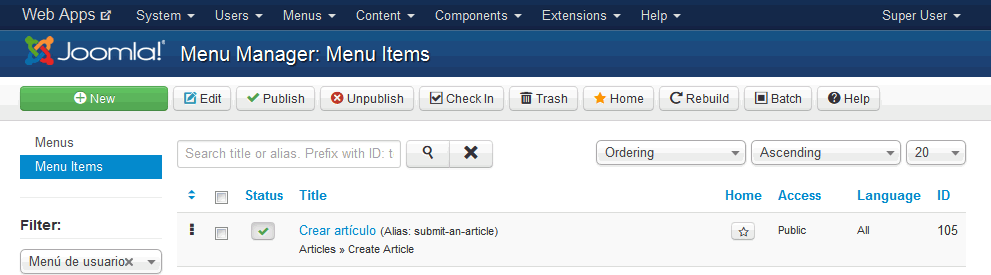 Web Apps System Users Menus Content Components Extensions Help Super User
Joomla! Menu Manager: Menu Items
New Edit Publish Unpublish Check In Trash Home Rebuild Batch Help
Menus
Menu Items
Search title or alias. Prefix with ID: t Ordering Ascending 20
Status Title Home Access Language ID
Filter:
Crear artículo (Alias: submit-an-article) Public All 105
Articles » Create Article
Menú de usuario